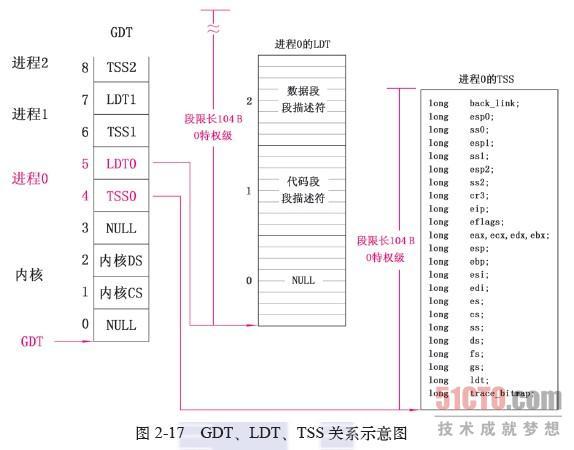 GDT
进程2
8
TSS2
7
LDT1
进程1
6
TSS1
5
LDT0
进程0
4
TSS0
3
NULL
2
内核DS
内核
1
内核CS
0
NULL
GDT
段限长104 B
0特权级
进程0的LDT
2
数据段
段描述符
1
代码段
段描述符
0
NULL
段限长104 B
0特权级
进程0的TSS
long back_link;
long esp0;
long ss0;
long esp1;
long ss1;
long esp2;
long ss2;
long cr3;
long eip;
long eflags;
long eax,ecx,edx,ebx;
long esp;
long ebp;
long esi;
long edi;
long es;
long cs;
long ss;
long ds;
long fs;
long gs;
long ldt;
long trace_bitmap;
51CTO.com
技术成就梦想
图 2-17 GDT、LDT、TSS 关系示意图